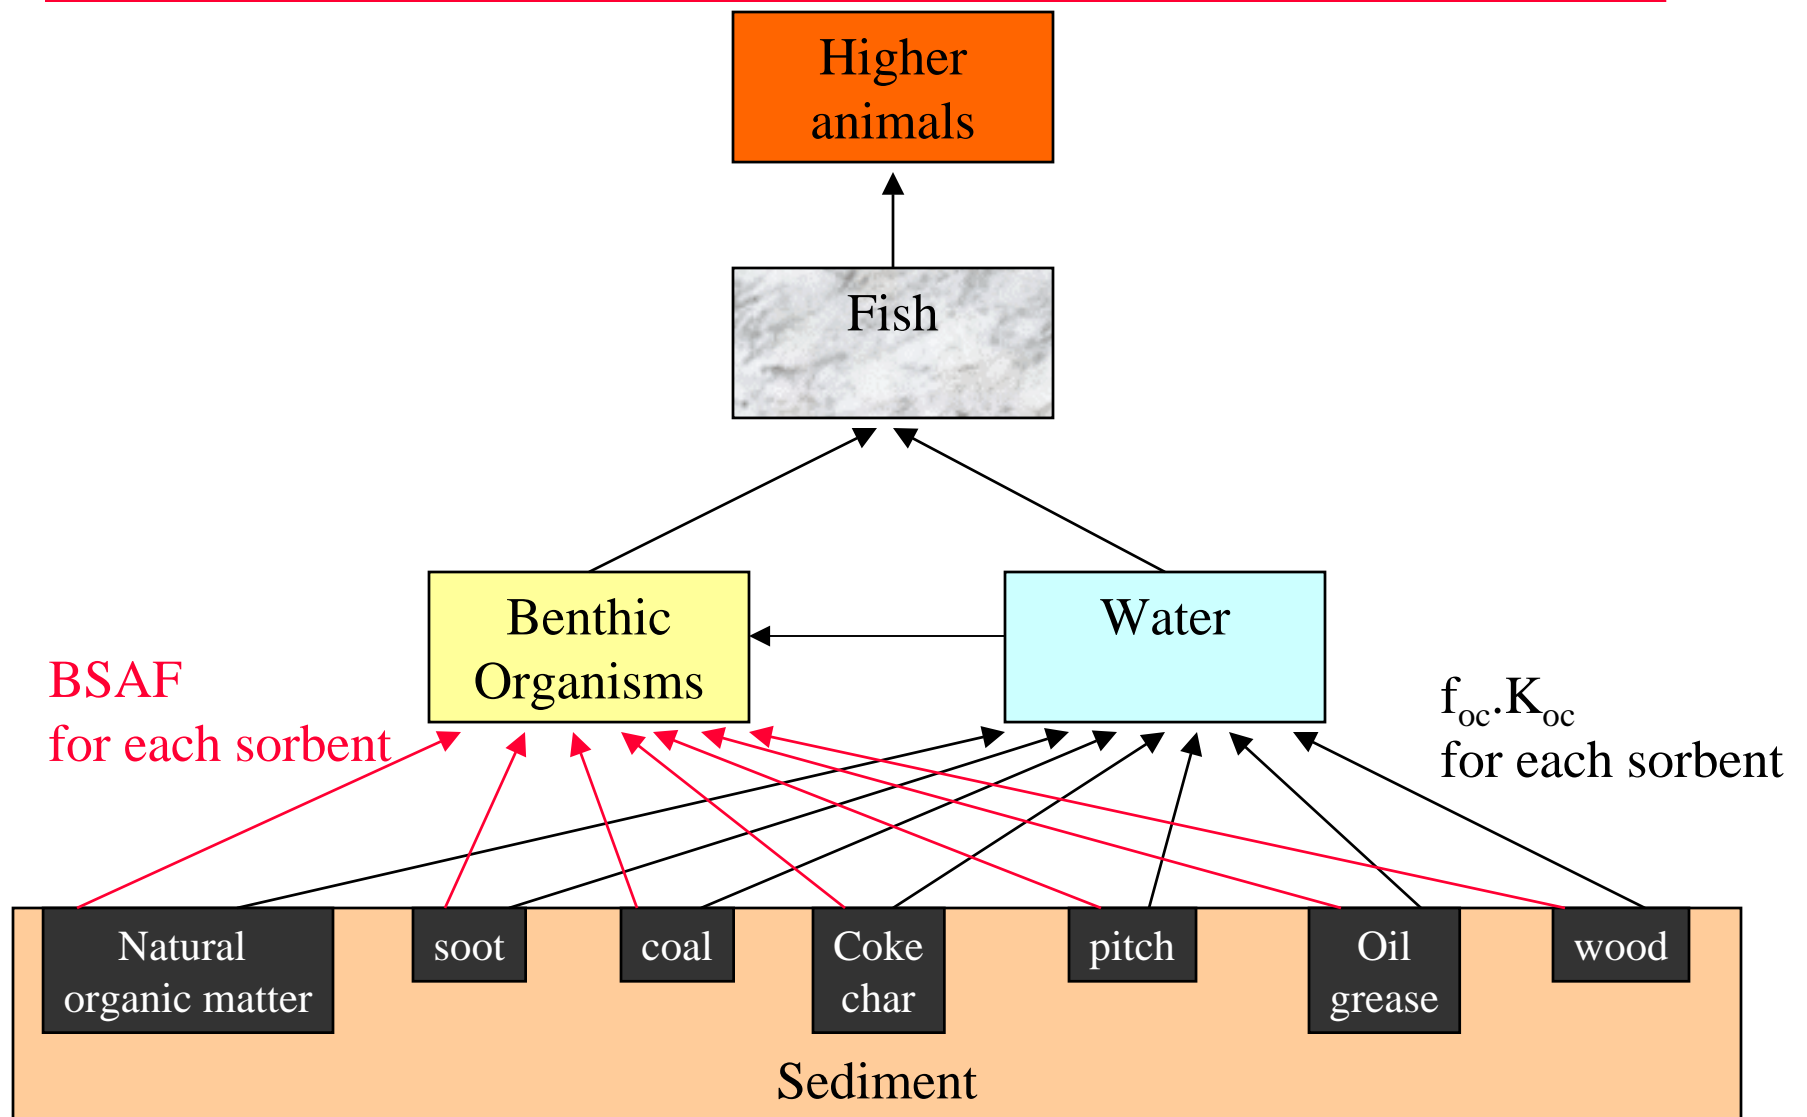 Higher
animals
Fish
Benthic
Organisms
Water
BSAF
for each sorbent
foc.Koc
for each sorbent
Natural
organic matter
soot
coal
Coke
char
pitch
Oil
grease
wood
Sediment